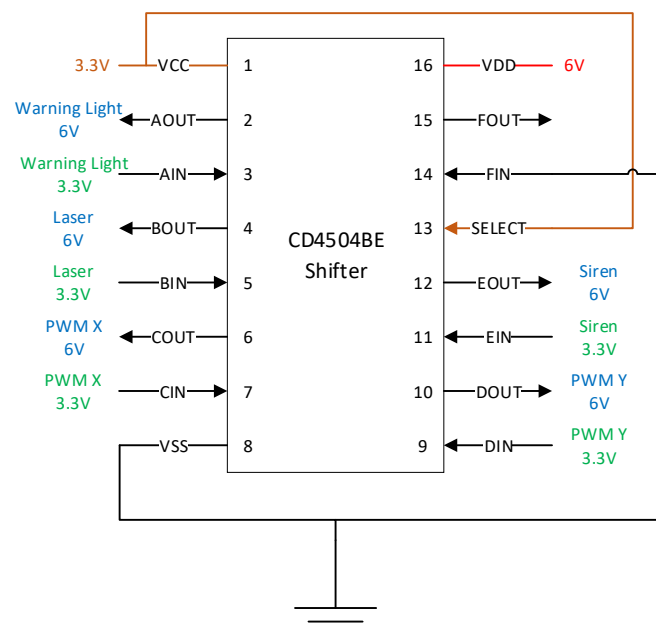 3.3V VCC 1 16 VDD 6V
Warning Light
6V
AOUT 2 15 FOUT
Warning Light
3.3V
AIN 3 14 FIN
Laser
6V
BOUT 4 13 SELECT
CD4504BE
Shifter
Laser
3.3V
BIN 5 12 EOUT
Siren
6V
PWM X
6V
COUT 6 11 EIN
Siren
3.3V
PWM X
3.3V
CIN 7 10 DOUT
PWM Y
6V
VSS 8 9 DIN
PWM Y
3.3V